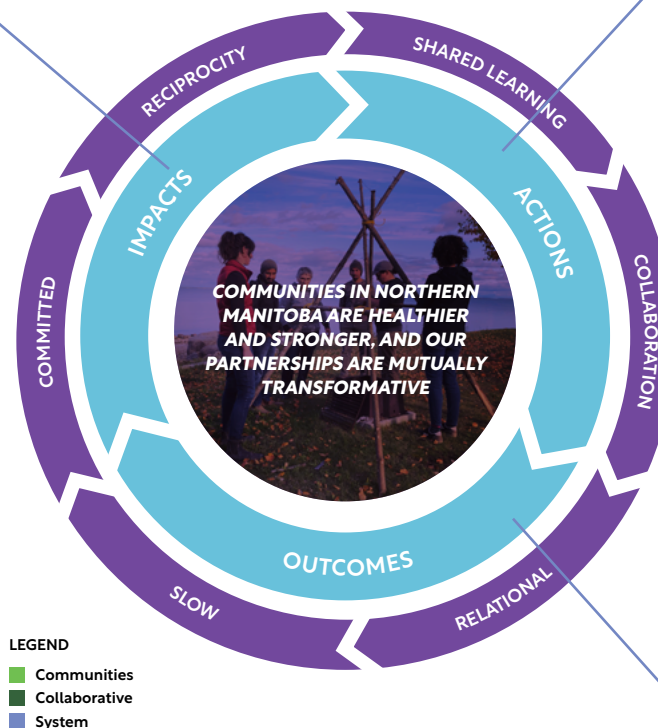 RECIPROCITY
SHARED LEARNING
IMPACTS
ACTIONS
COMMUNITIES IN NORTHERN
MANITOBA ARE HEALTHIER
AND STRONGER, AND OUR
PARTNERSHIPS ARE MUTUALLY
TRANSFORMATIVE
COMMITTED
COLLABORATION
OUTCOMES
SLOW
RELATIONAL
LEGEND
Communities
Collaborative
System